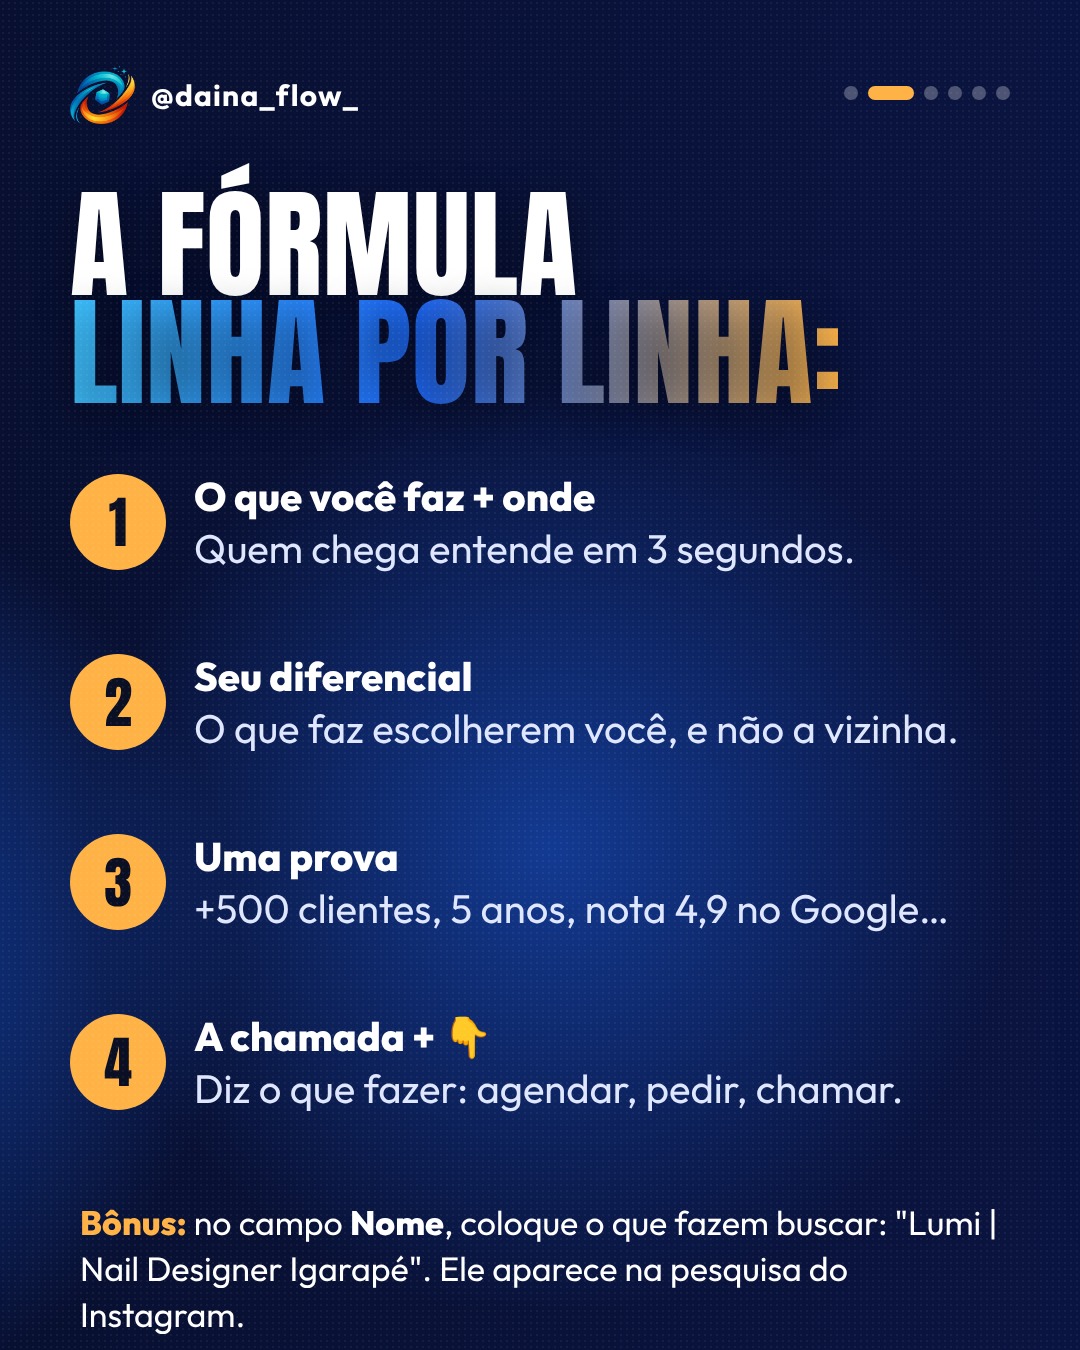 @daina_flow_
A FÓRMULA
LINHA POR LINHA:
1
O que você faz + onde
Quem chega entende em 3 segundos.
2
Seu diferencial
O que faz escolherem você, e não a vizinha.
3
Uma prova
+500 clientes, 5 anos, nota 4,9 no Google...
4
A chamada + 👇
Diz o que fazer: agendar, pedir, chamar.
Bônus: no campo Nome, coloque o que fazem buscar: "Lumi |
Nail Designer Igarapé". Ele aparece na pesquisa do
Instagram.